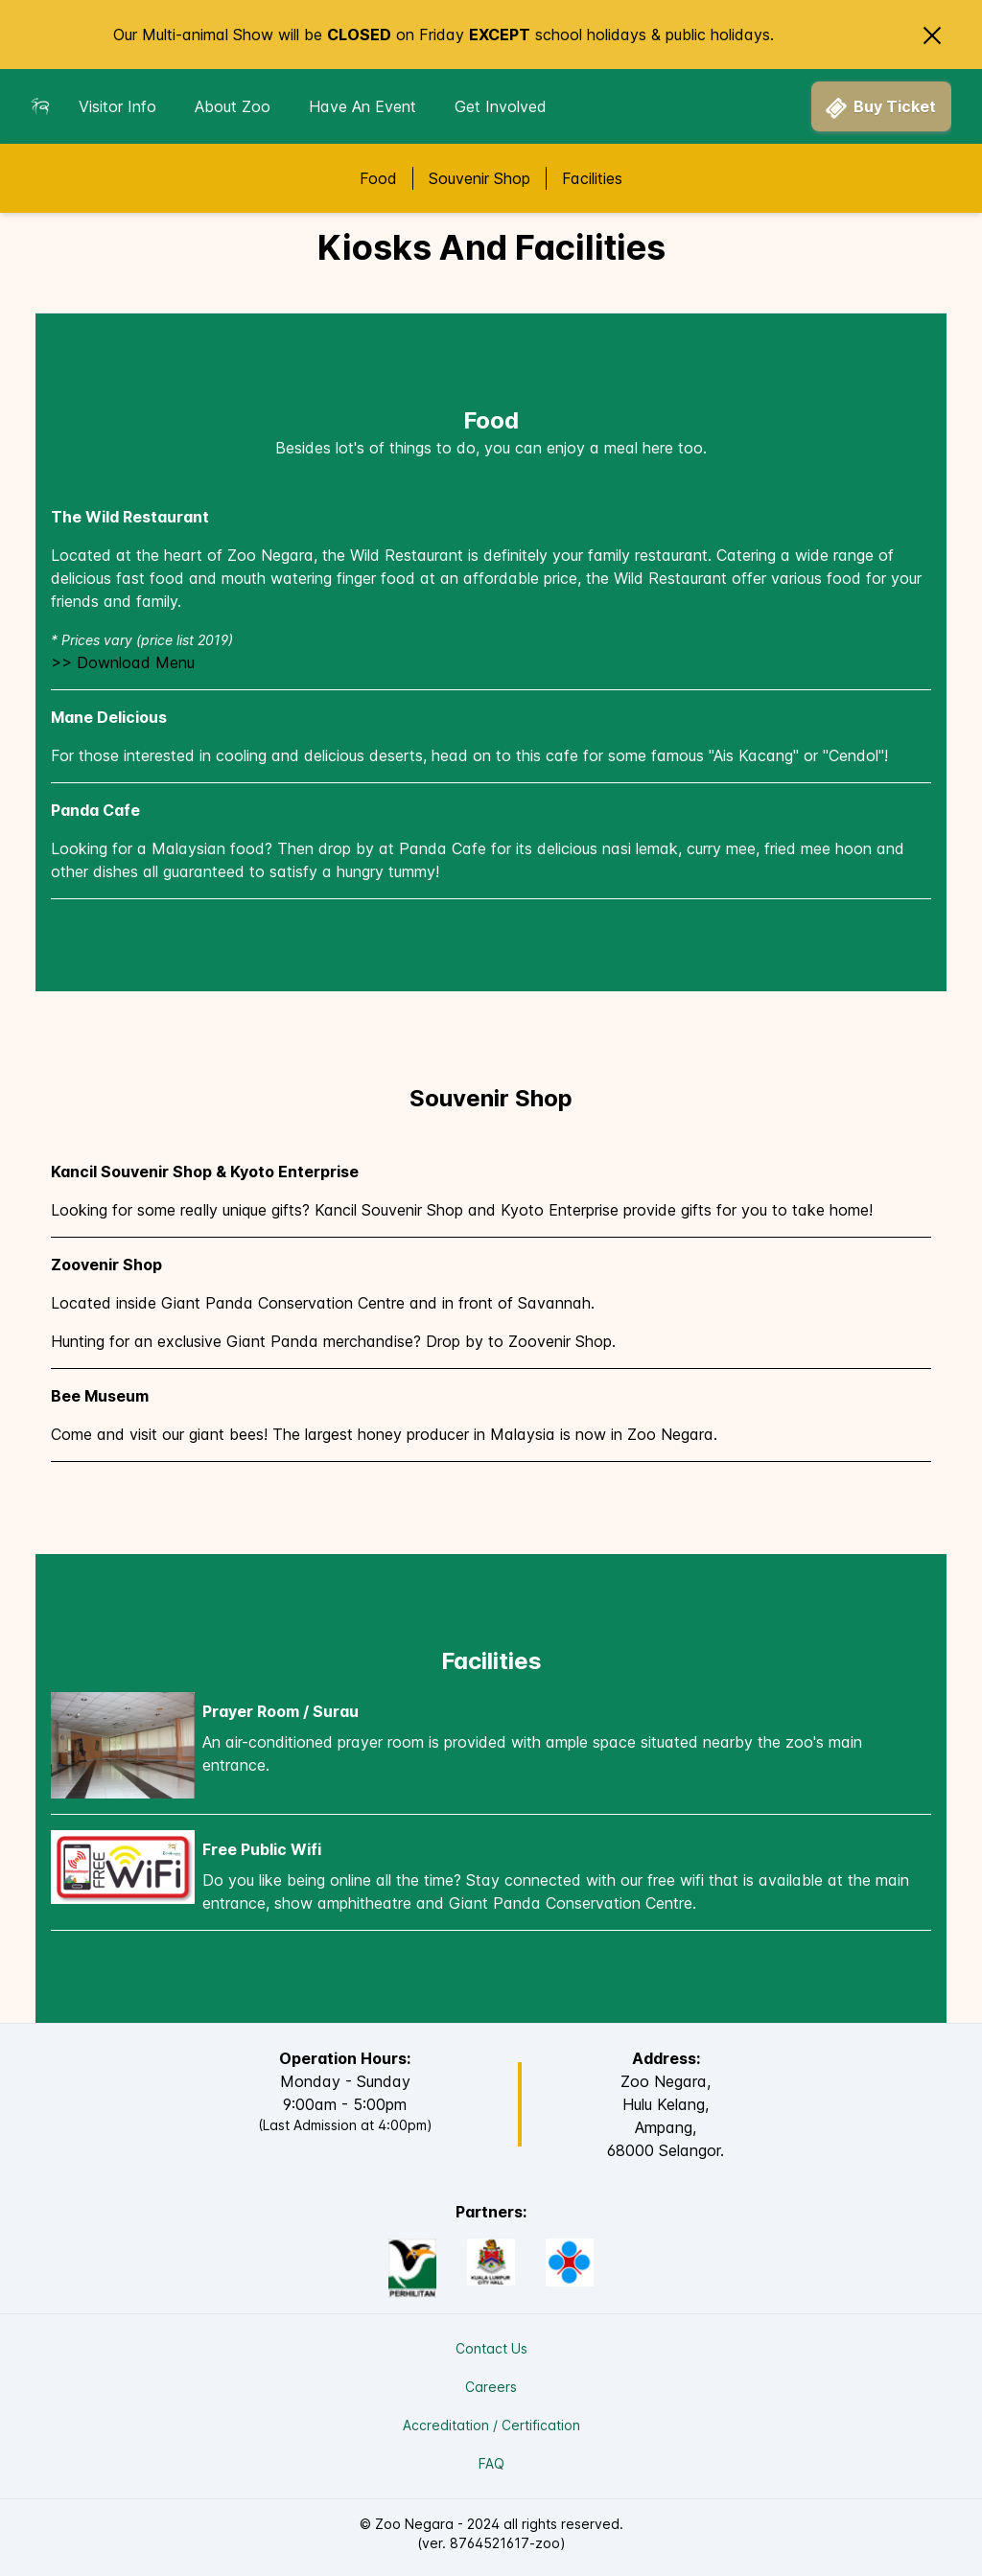 Our Multi-animal Show will be CLOSED on Friday EXCEPT school holidays & public holidays.
Visitor Info
About Zoo
Have An Event
Get Involved
Buy Ticket
Food
Souvenir Shop
Facilities
Kiosks And Facilities
Food
Besides lot's of things to do, you can enjoy a meal here too.
The Wild Restaurant
Located at the heart of Zoo Negara, the Wild Restaurant is definitely your family restaurant. Catering a wide range of
delicious fast food and mouth watering finger food at an affordable price, the Wild Restaurant offer various food for your
friends and family.
* Prices vary (price list 2019)
>> Download Menu
Mane Delicious
For those interested in cooling and delicious deserts, head on to this cafe for some famous "Ais Kacang" or "Cendol"!
Panda Cafe
Looking for a Malaysian food? Then drop by at Panda Cafe for its delicious nasi lemak, curry mee, fried mee hoon and
other dishes all guaranteed to satisfy a hungry tummy!
Souvenir Shop
Kancil Souvenir Shop & Kyoto Enterprise
Looking for some really unique gifts? Kancil Souvenir Shop and Kyoto Enterprise provide gifts for you to take home!
Zoovenir Shop
Located inside Giant Panda Conservation Centre and in front of Savannah.
Hunting for an exclusive Giant Panda merchandise? Drop by to Zoovenir Shop.
Bee Museum
Come and visit our giant bees! The largest honey producer in Malaysia is now in Zoo Negara.
Facilities
Prayer Room / Surau
An air-conditioned prayer room is provided with ample space situated nearby the zoo's main
entrance.
FREE
WiFi
Free Public Wifi
Do you like being online all the time? Stay connected with our free wifi that is available at the main
entrance, show amphitheatre and Giant Panda Conservation Centre.
Operation Hours:
Monday - Sunday
9:00am - 5:00pm
(Last Admission at 4:00pm)
Address:
Zoo Negara,
Hulu Kelang,
Ampang,
68000 Selangor.
Partners:
PERHILITAN
KUALA LUMPUR
CITY HALL
Contact Us
Careers
Accreditation / Certification
FAQ
© Zoo Negara - 2024 all rights reserved.
(ver. 8764521617-zoo)